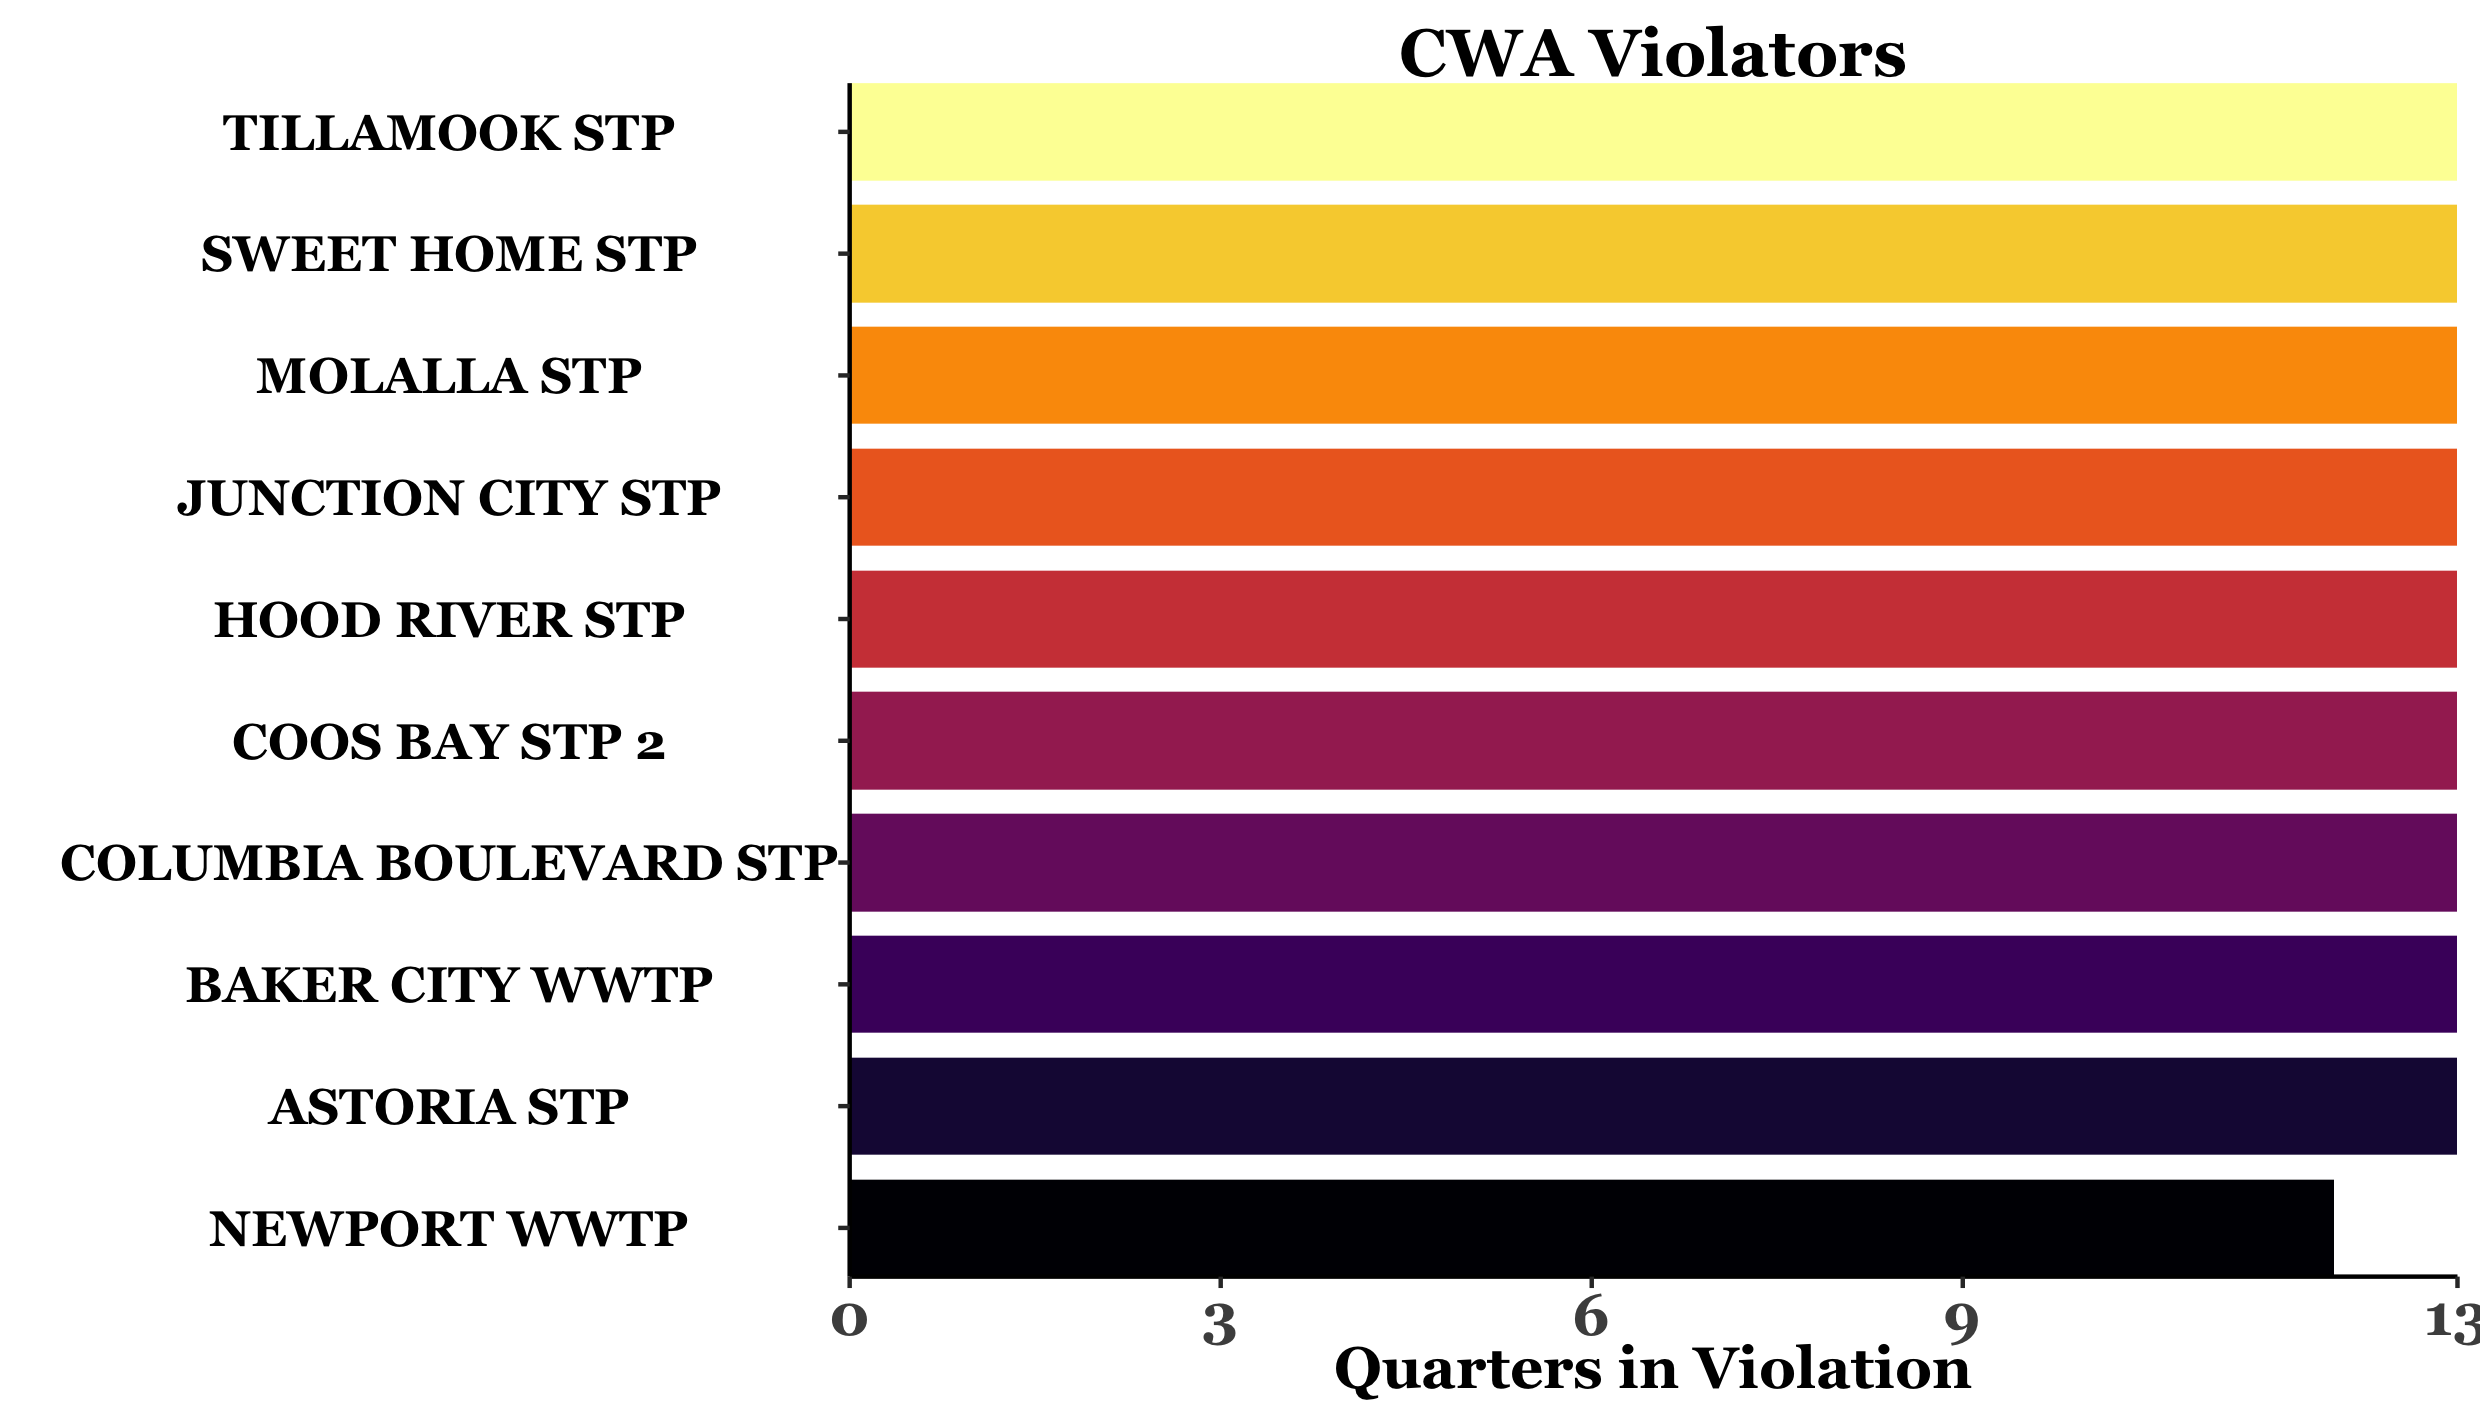 CWA Violators
TILLAMOOK STP
SWEET HOME STP
MOLALLA STP
JUNCTION CITY STP
HOOD RIVER STP
COOS BAY STP 2
COLUMBIA BOULEVARD STP
BAKER CITY WWTP
ASTORIA STP
NEWPORT WWTP
0 3 6 9 13
Quarters in Violation